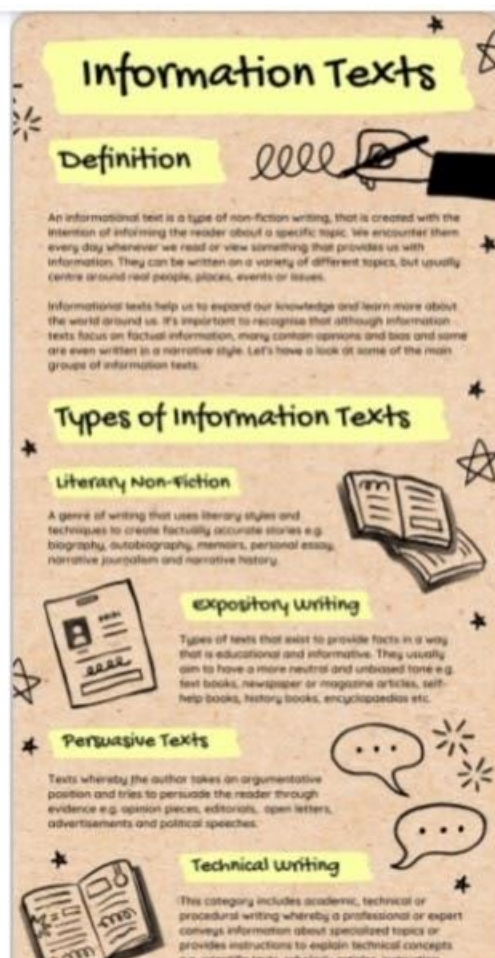 Information Texts
Definition
An informational text is a type of non-fiction writing, that is created with the
intention of informing the reader about a specific topic. We encounter them
every day whenever we read or view something that provides us with
information. They can be written on a variety of different topics, but usually
centre around real people, places, events or issues.
Informational texts help us to expand our knowledge and learn more about
the world around us. It's important to recognise that although information
texts focus on factual information, many contain opinions and bias and some
are even written in a narrative style. Let's have a look at some of the main
groups of information texts.
Types of Information Texts
Literary Non-Fiction
A genre of writing that uses literary styles and
techniques to create factually accurate stories e.g.
biography, autobiography, memoirs, personal essay,
narrative journalism and narrative history.
Expository Writing
Types of texts that exist to provide facts in a way
that is educational and informative. They usually
aim to have a more neutral and unbiased tone e.g.
text books, newspaper or magazine articles, self-
help books, history books, encyclopaedias etc.
Persuasive Texts
Texts whereby the author takes an argumentative
position and tries to persuade the reader through
evidence e.g. opinion pieces, editorials, open letters,
advertisements and political speeches.
Technical Writing
This category includes academic, technical or
procedural writing whereby a professional or expert
conveys information about specialized topics or
provides instructions to explain technical concepts